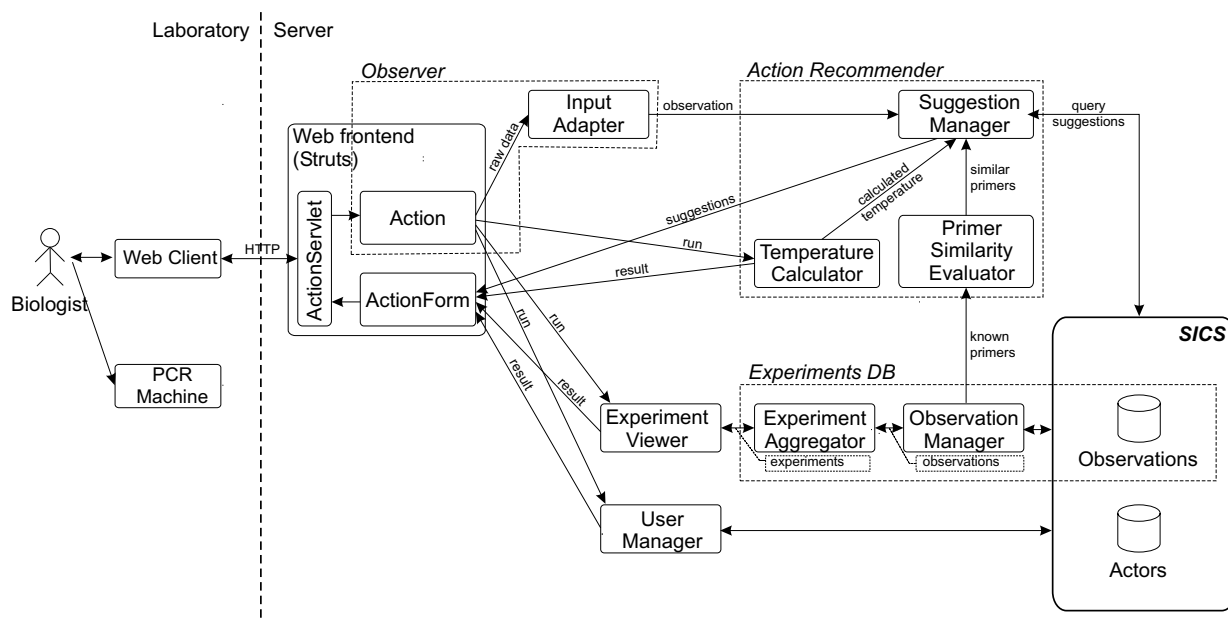 Laboratory
Server
Observer
Action Recommender
Input
Adapter
observation
Suggestion
Manager
query
suggestions
Web frontend
(Struts)
raw data
similar
primers
calculated
temperature
suggestions
ActionServlet
Action
run
Temperature
Calculator
Primer
Similarity
Evaluator
HTTP
Web Client
Biologist
result
ActionForm
run
run
known
primers
SICS
PCR
Machine
result
result
Experiments DB
Experiment
Viewer
Experiment
Aggregator
Observation
Manager
experiments
observations
Observations
User
Manager
Actors